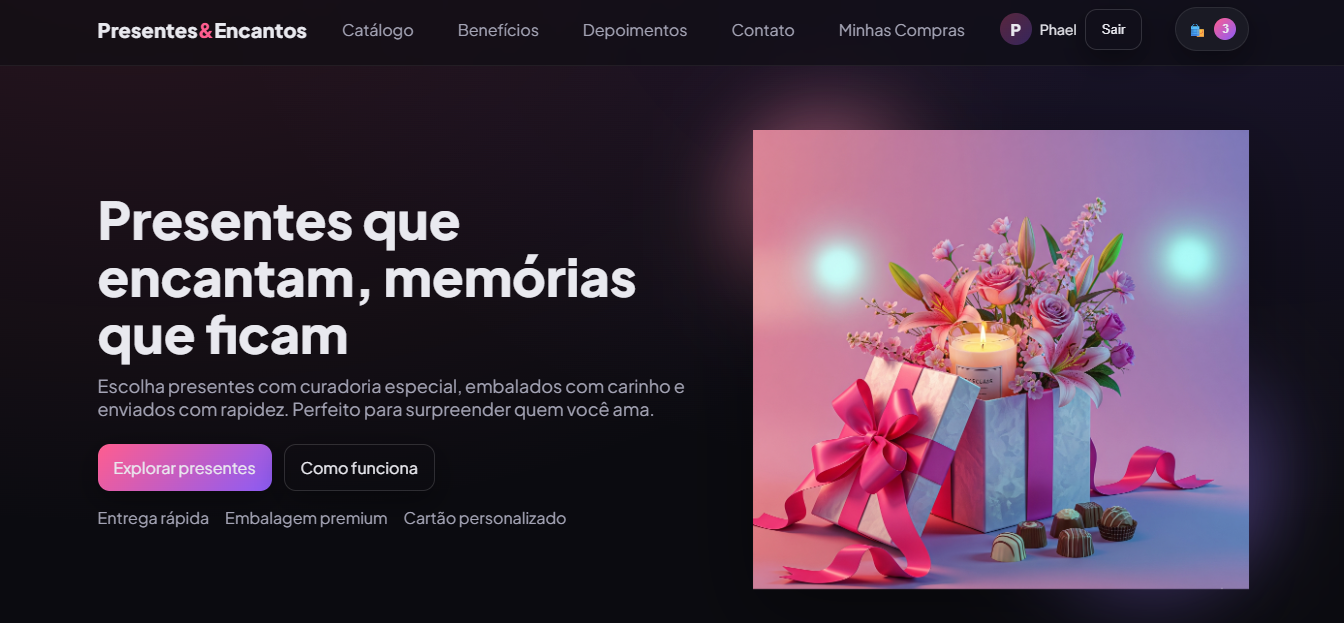 Presentes&Encantos
Catálogo
Benefícios
Depoimentos
Contato
Minhas Compras
P
Phael
Sair
3
Presentes que
encantam, memórias
que ficam
Escolha presentes com curadoria especial, embalados com carinho e
enviados com rapidez. Perfeito para surpreender quem você ama.
Explorar presentes
Como funciona
Entrega rápida
Embalagem premium
Cartão personalizado